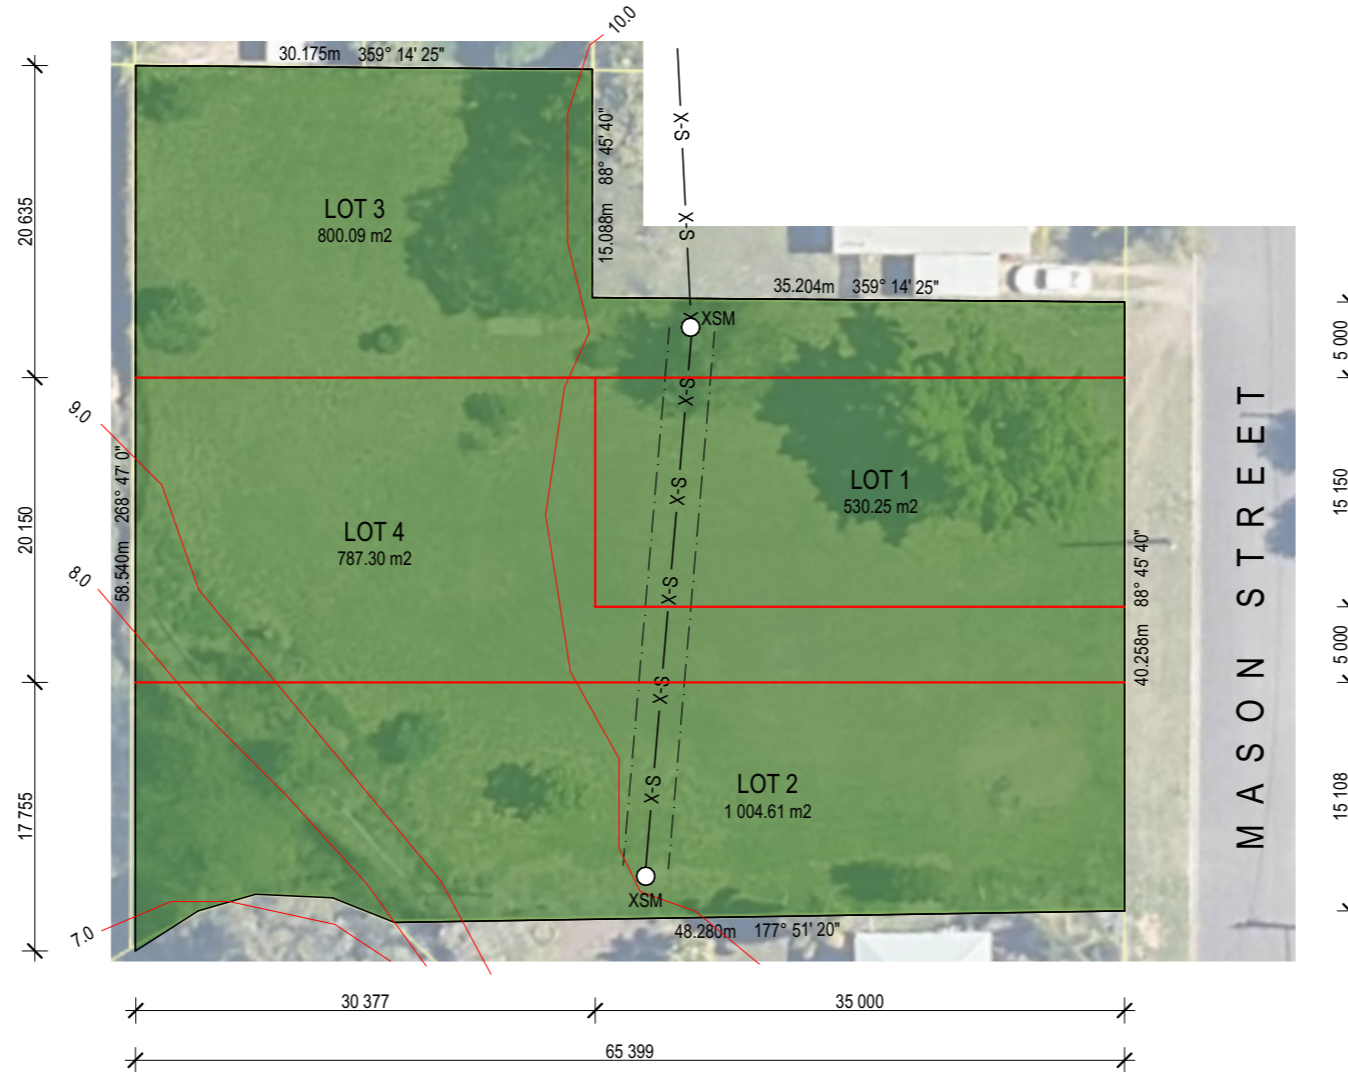 10.0
30.175m 359° 14' 25"
88° 45' 40"
15.088m
X-S
X-S
20 635
LOT 3
800.09 m2
35.204m 359° 14' 25"
X
XSM
5 000
X-S
9.0
LOT 1
530.25 m2
X-S
15 150
MASON STREET
58.540m 268° 47' 0"
20 150
LOT 4
787.30 m2
8.0
X-S
40.258m 88° 45' 40"
5 000
X-S
17 755
LOT 2
1 004.61 m2
X-S
15 108
XSM
7.0
48.280m 177° 51' 20"
30 377
35 000
65 399